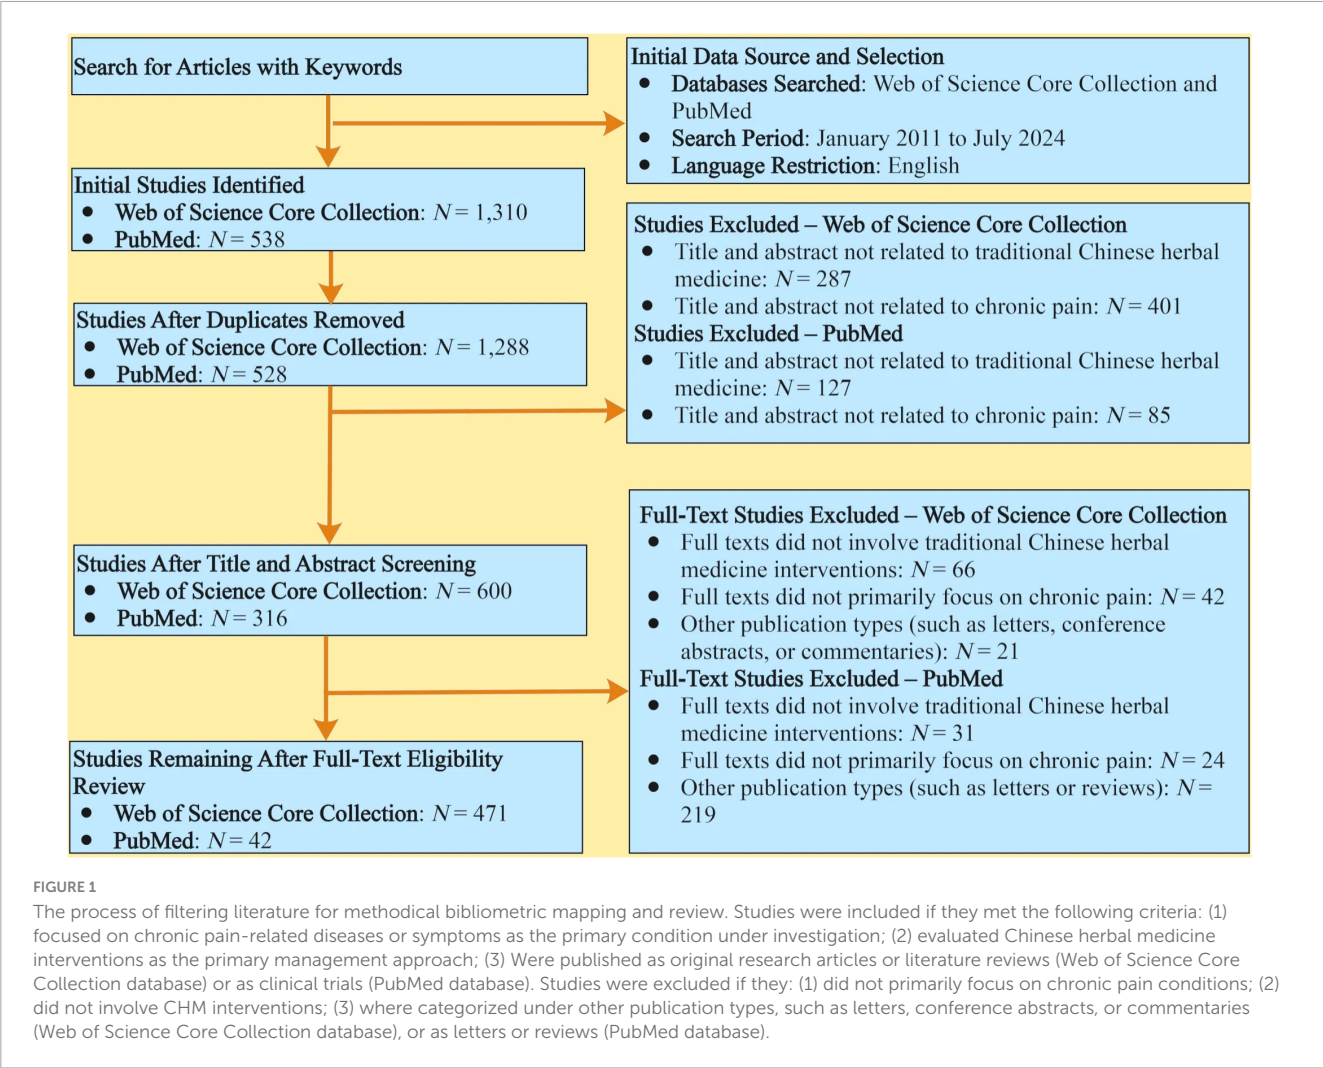 Search for Articles with Keywords
Initial Data Source and Selection
• Databases Searched: Web of Science Core Collection and
PubMed
• Search Period: January 2011 to July 2024
• Language Restriction: English
Initial Studies Identified
• Web of Science Core Collection: N = 1,310
• PubMed: N = 538
Studies Excluded – Web of Science Core Collection
• Title and abstract not related to traditional Chinese herbal
medicine: N = 287
• Title and abstract not related to chronic pain: N = 401
Studies Excluded – PubMed
• Title and abstract not related to traditional Chinese herbal
medicine: N = 127
• Title and abstract not related to chronic pain: N = 85
Studies After Duplicates Removed
• Web of Science Core Collection: N = 1,288
• PubMed: N = 528
Studies After Title and Abstract Screening
• Web of Science Core Collection: N = 600
• PubMed: N = 316
Full-Text Studies Excluded – Web of Science Core Collection
• Full texts did not involve traditional Chinese herbal
medicine interventions: N = 66
• Full texts did not primarily focus on chronic pain: N = 42
• Other publication types (such as letters, conference
abstracts, or commentaries): N = 21
Full-Text Studies Excluded – PubMed
• Full texts did not involve traditional Chinese herbal
medicine interventions: N = 31
• Full texts did not primarily focus on chronic pain: N = 24
• Other publication types (such as letters or reviews): N =
219
Studies Remaining After Full-Text Eligibility
Review
• Web of Science Core Collection: N = 471
• PubMed: N = 42
FIGURE 1
The process of filtering literature for methodical bibliometric mapping and review. Studies were included if they met the following criteria: (1)
focused on chronic pain-related diseases or symptoms as the primary condition under investigation; (2) evaluated Chinese herbal medicine
interventions as the primary management approach; (3) Were published as original research articles or literature reviews (Web of Science Core
Collection database) or as clinical trials (PubMed database). Studies were excluded if they: (1) did not primarily focus on chronic pain conditions; (2)
did not involve CHM interventions; (3) where categorized under other publication types, such as letters, conference abstracts, or commentaries
(Web of Science Core Collection database), or as letters or reviews (PubMed database).